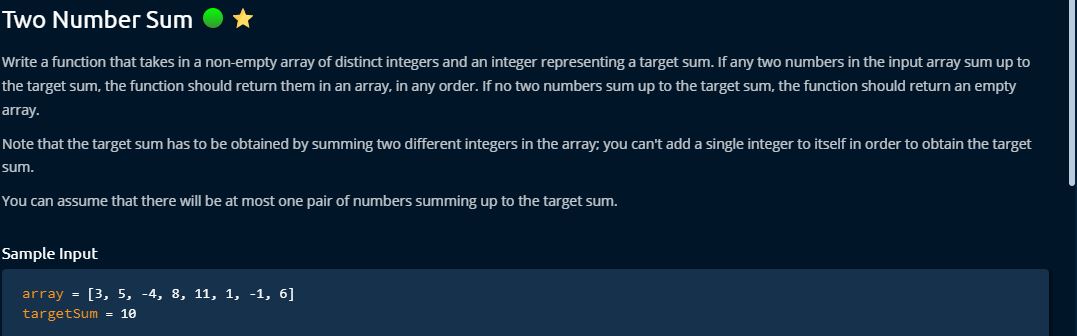 Two Number Sum
Write a function that takes in a non-empty array of distinct integers and an integer representing a target sum. If any two numbers in the input array sum up to
the target sum, the function should return them in an array, in any order. If no two numbers sum up to the target sum, the function should return an empty
array.
Note that the target sum has to be obtained by summing two different integers in the array; you can't add a single integer to itself in order to obtain the target
sum.
You can assume that there will be at most one pair of numbers summing up to the target sum.
Sample Input
array = [3, 5, -4, 8, 11, 1, -1, 6]
targetSum = 10